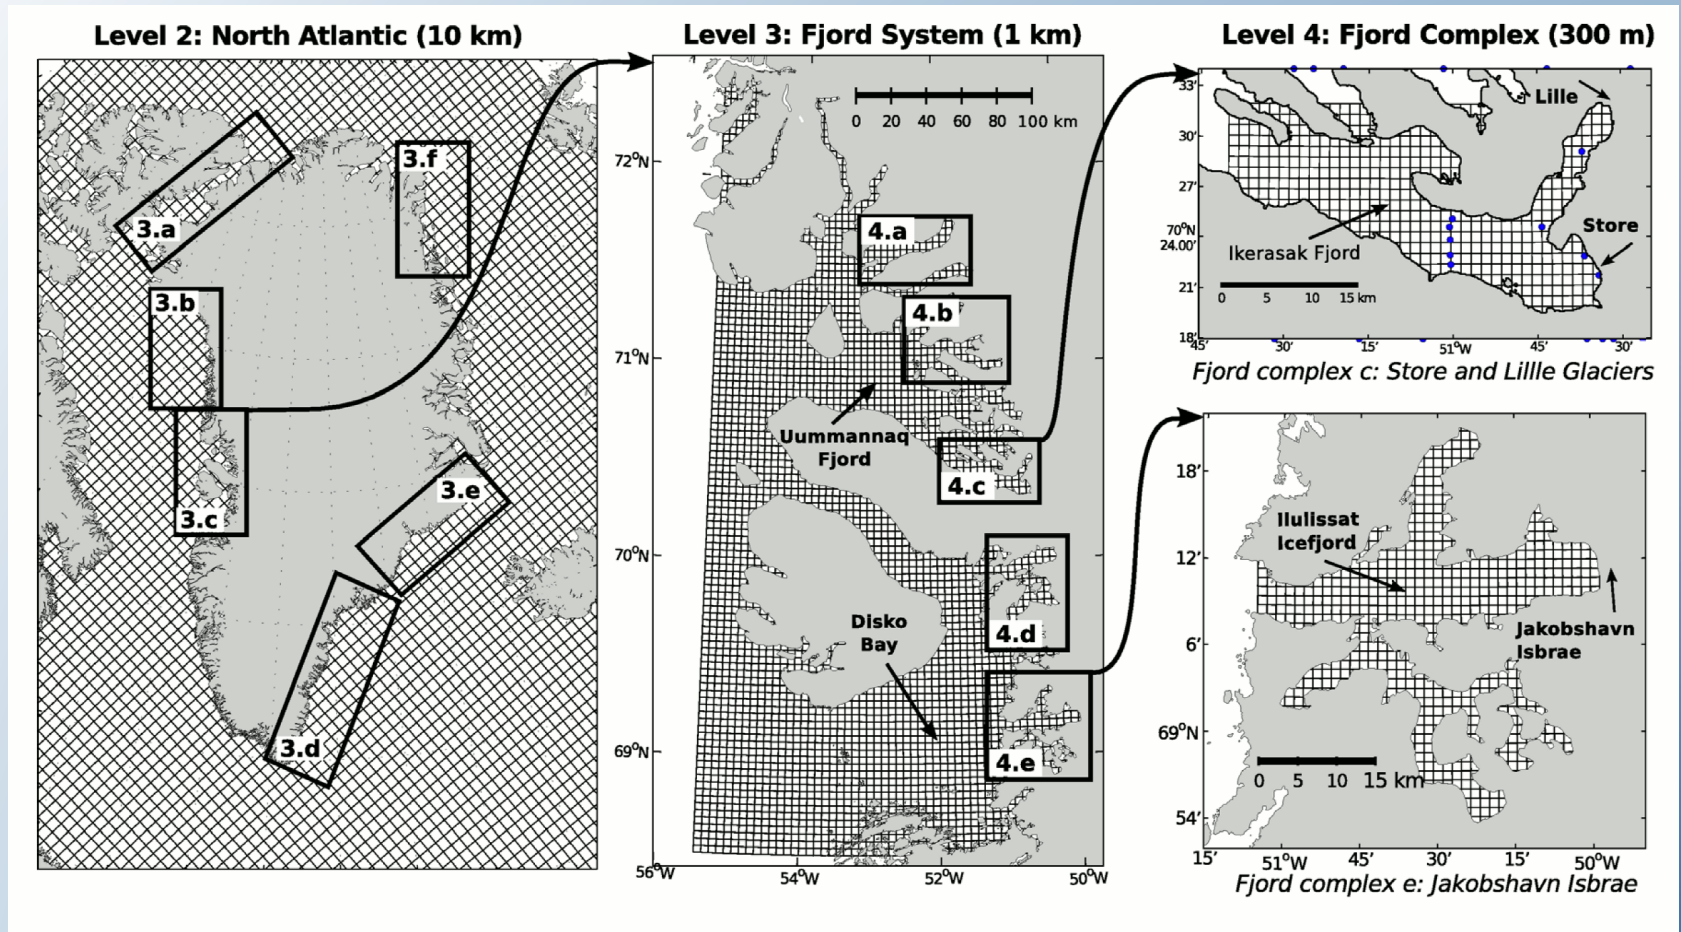 Level 2: North Atlantic (10 km)
3.a
3.f
3.b
3.c
3.e
3.d
Level 3: Fjord System (1 km)
0 20 40 60 80 100 km
72°N
71°N
70°N
69°N
56°W 54°W 52°W 50°W
4.a
4.b
Uummannaq
Fjord
4.c
4.d
Disko
Bay
4.e
Level 4: Fjord Complex (300 m)
33'
30'
27'
70°N
24.00'
21'
18'
45' 30' 15' 51°W 45' 30'
Lille
Store
Ikerasak Fjord
0 5 10 15 km
Fjord complex c: Store and Lillle Glaciers
18'
12'
6'
69°N
54'
15' 51°W 45' 30' 15' 50°W
Ilulissat
Icefjord
Jakobshavn
Isbrae
0 5 10 15 km
Fjord complex e: Jakobshavn Isbrae